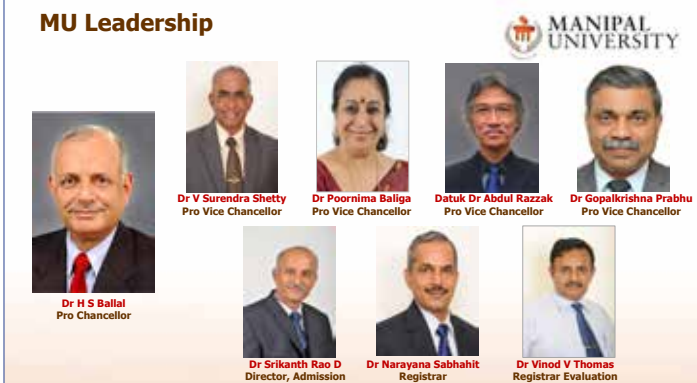 MU Leadership
MANIPAL
UNIVERSITY
Dr V Surendra Shetty
Pro Vice Chancellor
Dr Poornima Baliga
Pro Vice Chancellor
Datuk Dr Abdul Razzak
Pro Vice Chancellor
Dr Gopalkrishna Prabhu
Pro Vice Chancellor
Dr H S Ballal
Pro Chancellor
Dr Srikanth Rao D
Director, Admission
Dr Narayana Sabhahit
Registrar
Dr Vinod V Thomas
Registrar Evaluation